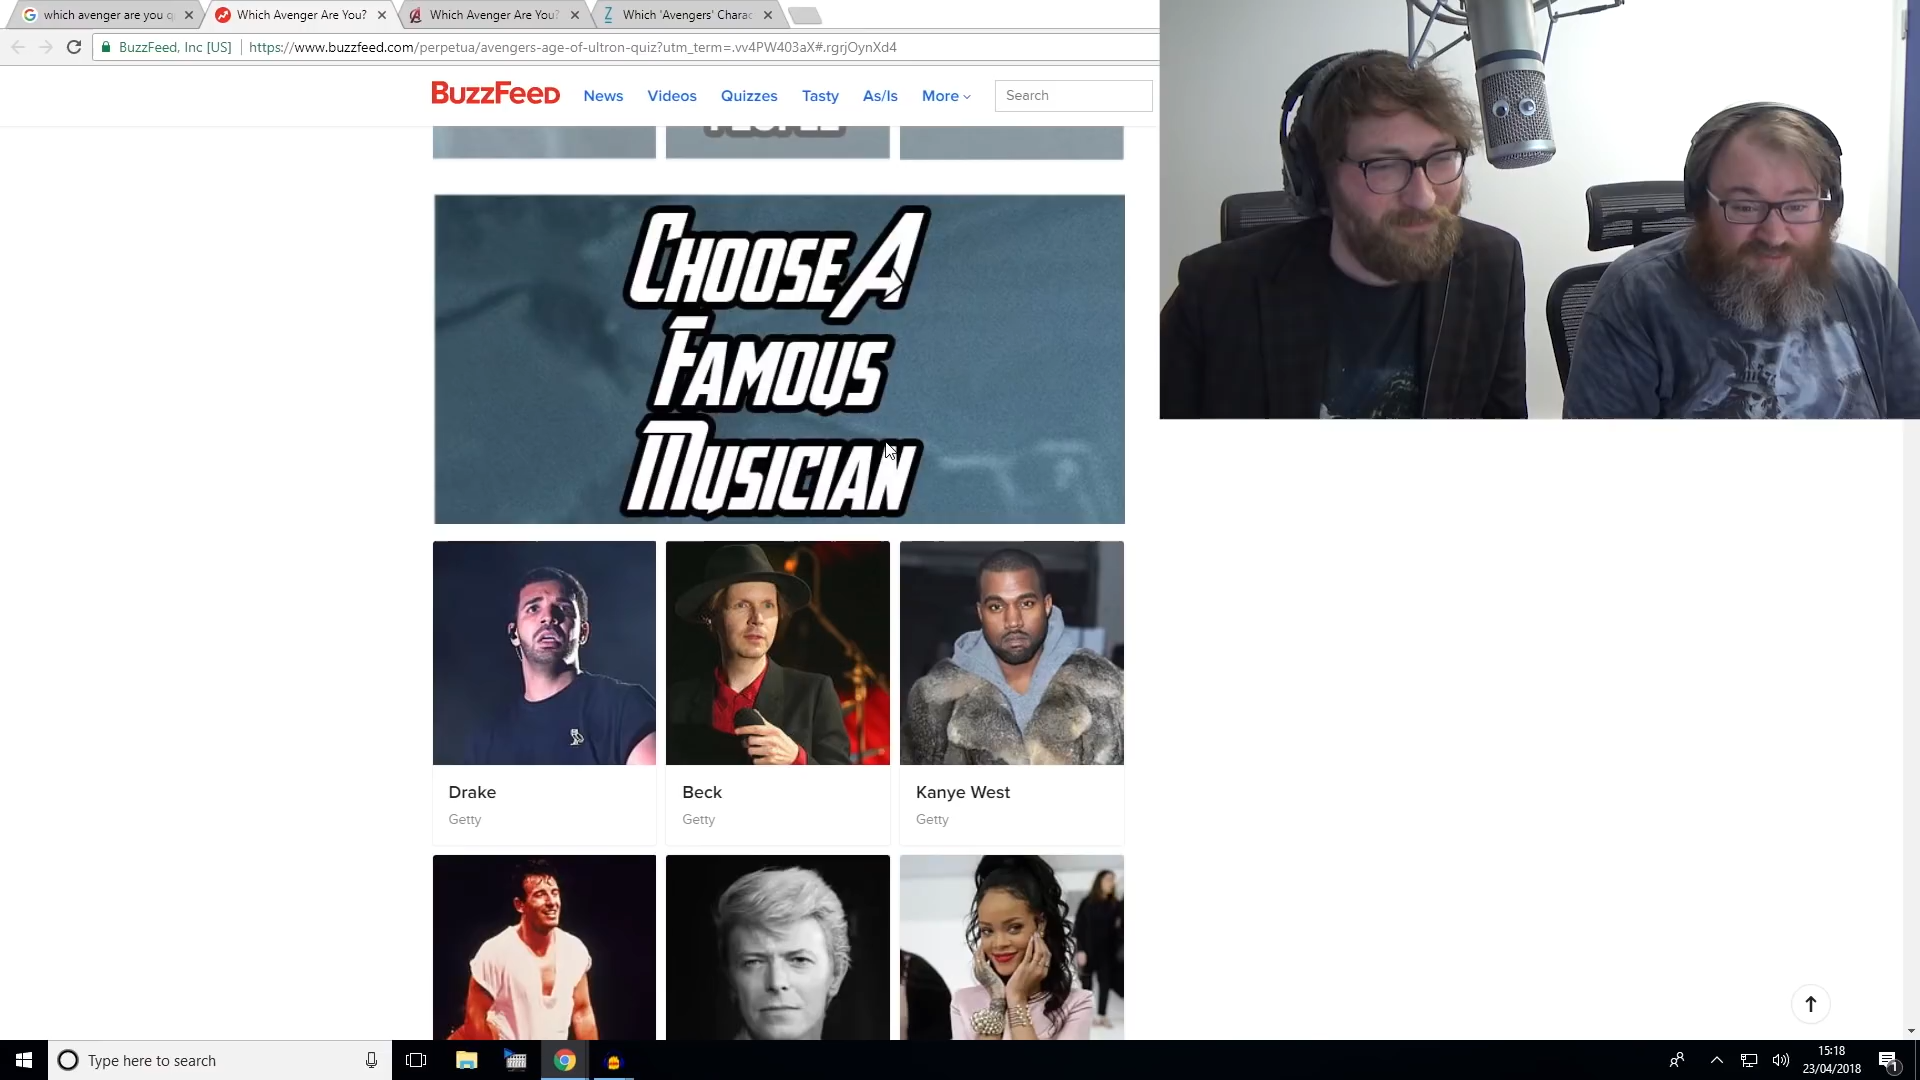 which avenger are you q
Which Avenger Are You?
Which Avenger Are You?
Which 'Avengers' Charac
BuzzFeed, Inc [US]
https://www.buzzfeed.com/perpetua/avengers-age-of-ultron-quiz?utm_term=.vv4PW403aX#.rgrjOynXd4
BuzzFeed
News
Videos
Quizzes
Tasty
As/Is
More
Search
PEOPLE
CHOOSE A
FAMOUS
MUSICIAN
Drake
Getty
Beck
Getty
Kanye West
Getty
Type here to search
15:18
23/04/2018
1